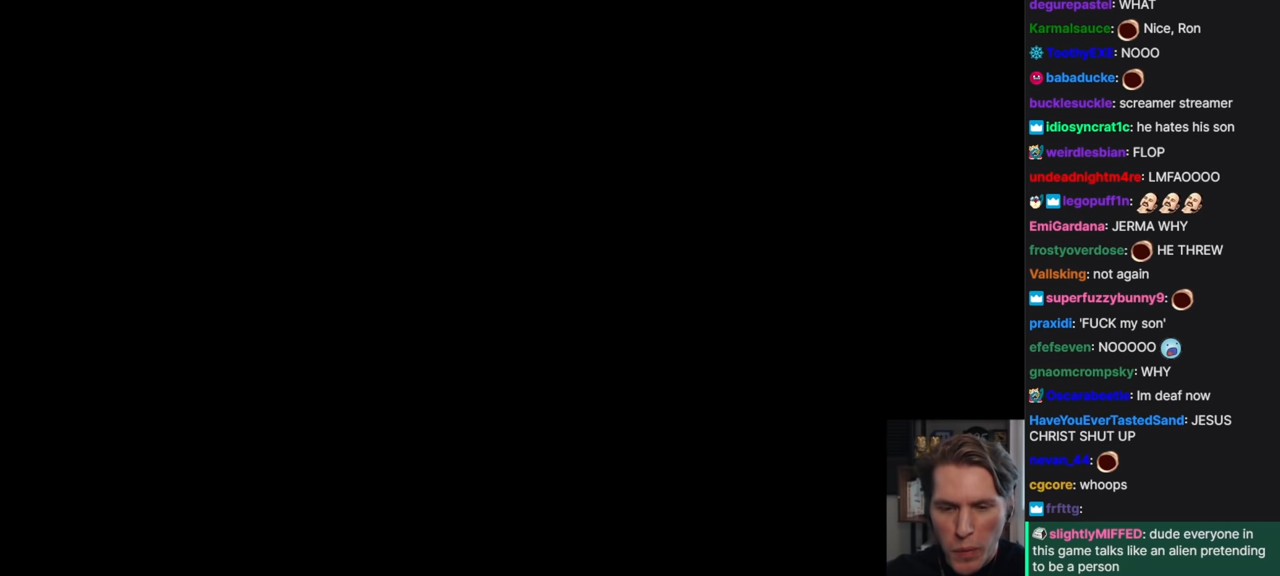 degurepastel: WHAT
Karmalsauce: Nice, Ron
ToothyEXE: NOOO
babaducke:
bucklesuckle: screamer streamer
idiosyncrat1c: he hates his son
weirdlesbian: FLOP
undeadnightm4re: LMFAOOOO
legopuff1n:
EmiGardana: JERMA WHY
frostyoverdose: HE THREW
Vallsking: not again
superfuzzybunny9:
praxidi: 'FUCK my son'
efefseven: NOOOOO
gnaomcrompsky: WHY
Oscarabeetle: Im deaf now
HaveYouEverTastedSand: JESUS
CHRIST SHUT UP
nevan_44:
cgcore: whoops
frfttg:
slightlyMIFFED: dude everyone in
this game talks like an alien pretending
to be a person